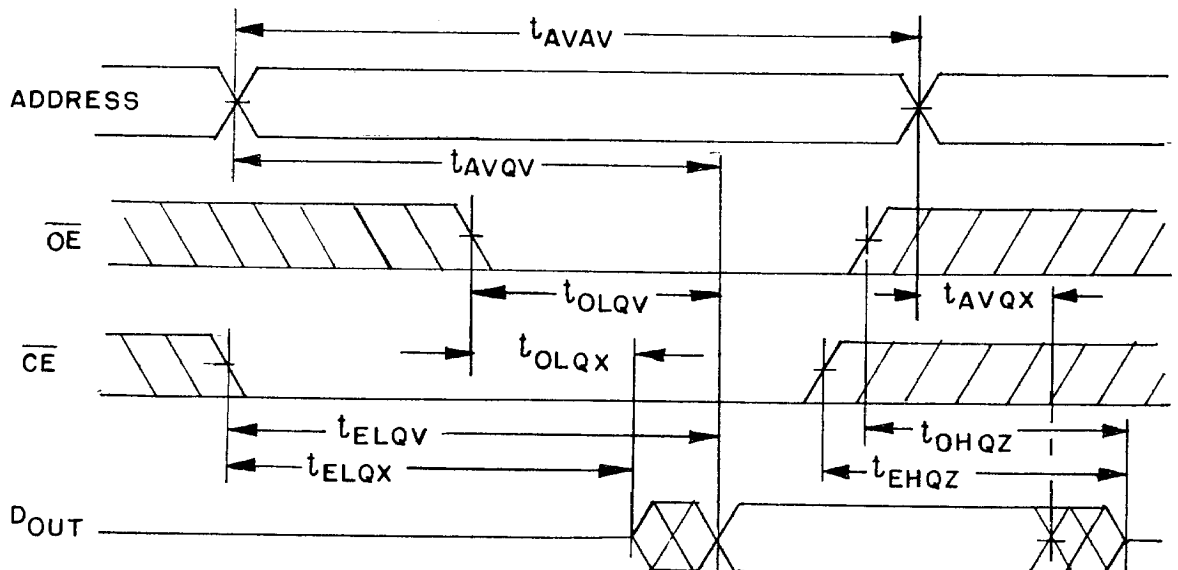 tAVAV
ADDRESS
tAVQV
OE
tOLQV
tAVQX
CE
tOLQX
tELQV
tOHQZ
tELQX
tEHQZ
DOUT